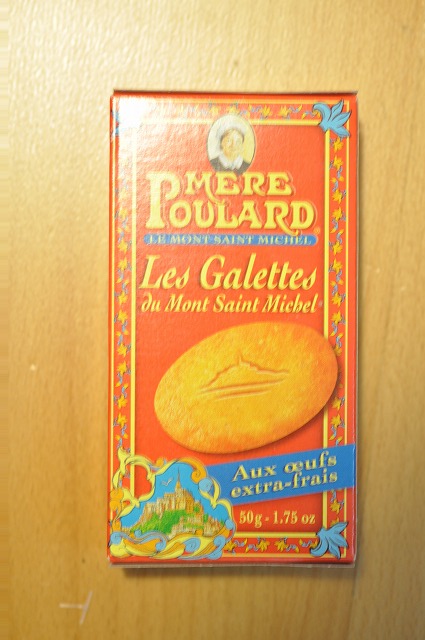 MÈRE
POULARD
LE MONT SAINT MICHEL
Les Galettes
du Mont Saint Michel
Aux œufs
extra-frais
50g - 1.75 oz